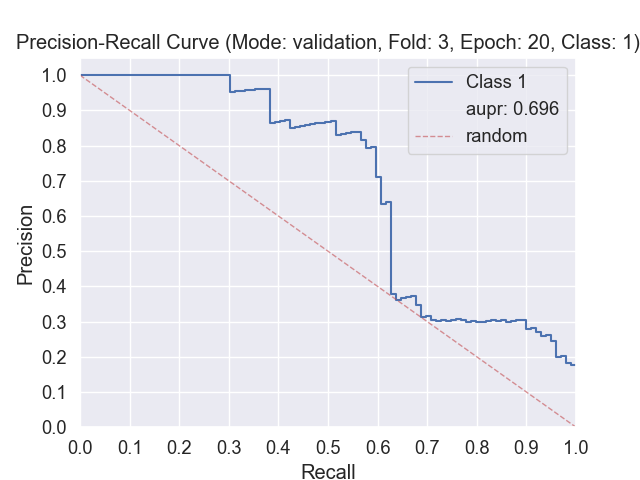 Precision-Recall Curve (Mode: validation, Fold: 3, Epoch: 20, Class: 1)
1.0
0.9
0.8
0.7
0.6
0.5
0.4
0.3
0.2
0.1
0.0
Precision
Class 1
aupr: 0.696
random
0.0 0.1 0.2 0.3 0.4 0.5 0.6 0.7 0.8 0.9 1.0
Recall